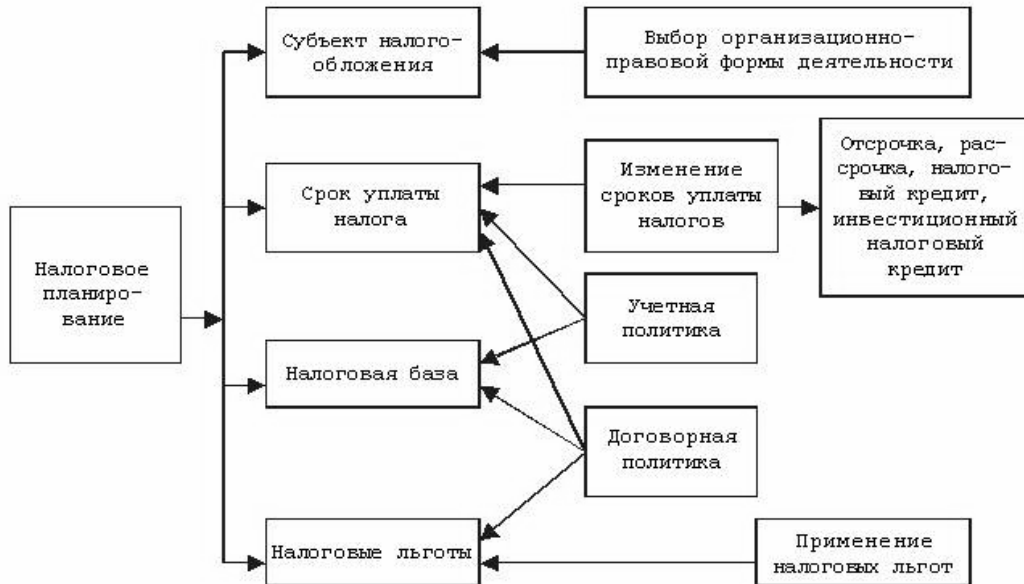 Субъект налого-
обложения
Выбор организационно-
правовой формы деятельности
Срок уплаты
налога
Изменение
сроков уплаты
налогов
Отсрочка, рас-
срочка, налого-
вый кредит,
инвестиционный
налоговый
кредит
Налоговое
планиро-
вание
Учетная
политика
Налоговая база
Договорная
политика
Налоговые льготы
Применение
налоговых льгот